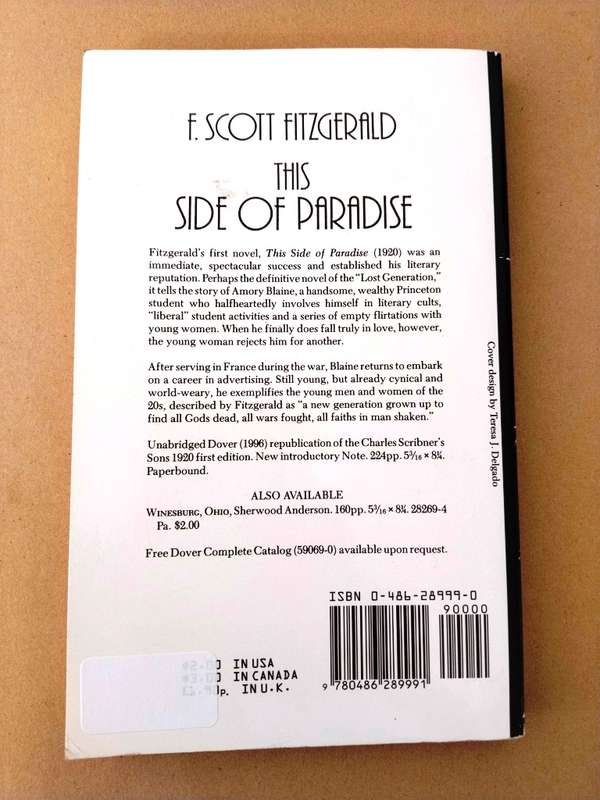 F. SCOTT FITZGERALD
THIS
SIDE OF PARADISE
Fitzgerald's first novel, This Side of Paradise (1920) was an
immediate, spectacular success and established his literary
reputation. Perhaps the definitive novel of the "Lost Generation,"
it tells the story of Amory Blaine, a handsome, wealthy Princeton
student who halfheartedly involves himself in literary cults,
"liberal" student activities and a series of empty flirtations with
young women. When he finally does fall truly in love, however,
the young woman rejects him for another.
After serving in France during the war, Blaine returns to embark
on a career in advertising. Still young, but already cynical and
world-weary, he exemplifies the young men and women of the
20s, described by Fitzgerald as "a new generation grown up to
find all Gods dead, all wars fought, all faiths in man shaken."
Unabridged Dover (1996) republication of the Charles Scribner's
Sons 1920 first edition. New introductory Note. 224pp. 5³⁄₁₆ × 8¼.
Paperbound.
ALSO AVAILABLE
WINESBURG, OHIO, Sherwood Anderson. 160pp. 5³⁄₁₆ × 8¼. 28269-4
Pa. $2.00
Free Dover Complete Catalog (59069-0) available upon request.
Cover design by Teresa J. Delgado
ISBN 0-486-28999-0
90000
9 780486 289991
$2.00 IN USA
$3.00 IN CANADA
p. IN U.K.